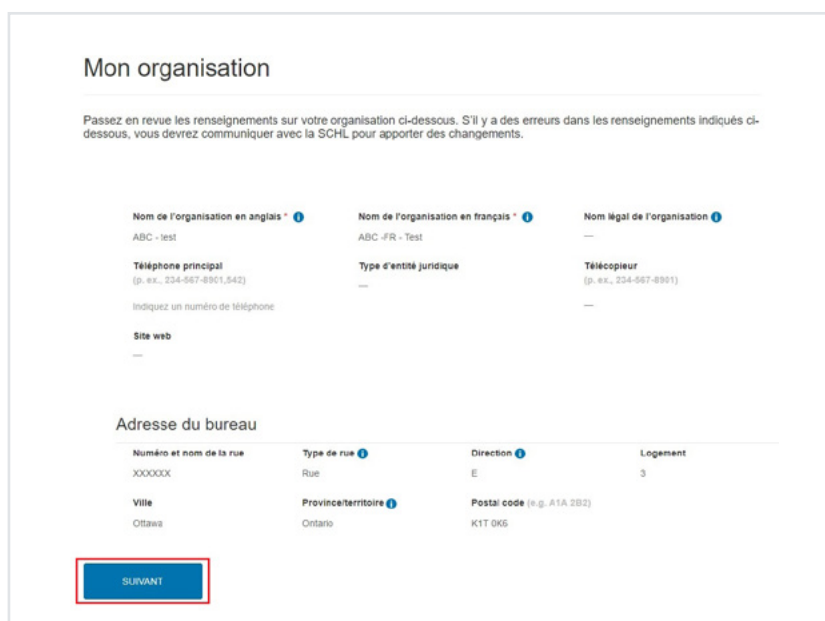 Mon organisation
Passez en revue les renseignements sur votre organisation ci-dessous. S'il y a des erreurs dans les renseignements indiqués ci-
dessous, vous devrez communiquer avec la SCHL pour apporter des changements.
Nom de l'organisation en anglais * Nom de l'organisation en français * Nom légal de l'organisation
ABC - test ABC -FR - Test —
Téléphone principal Type d'entité juridique Télécopieur
(p. ex., 234-567-8901,542) — (p. ex., 234-567-8901)
Indiquez un numéro de téléphone —
Site web
—
Adresse du bureau
Numéro et nom de la rue Type de rue Direction Logement
XXXXXX Rue E 3
Ville Province/territoire Postal code (e.g. A1A 2B2)
Ottawa Ontario K1T 0K6
SUIVANT